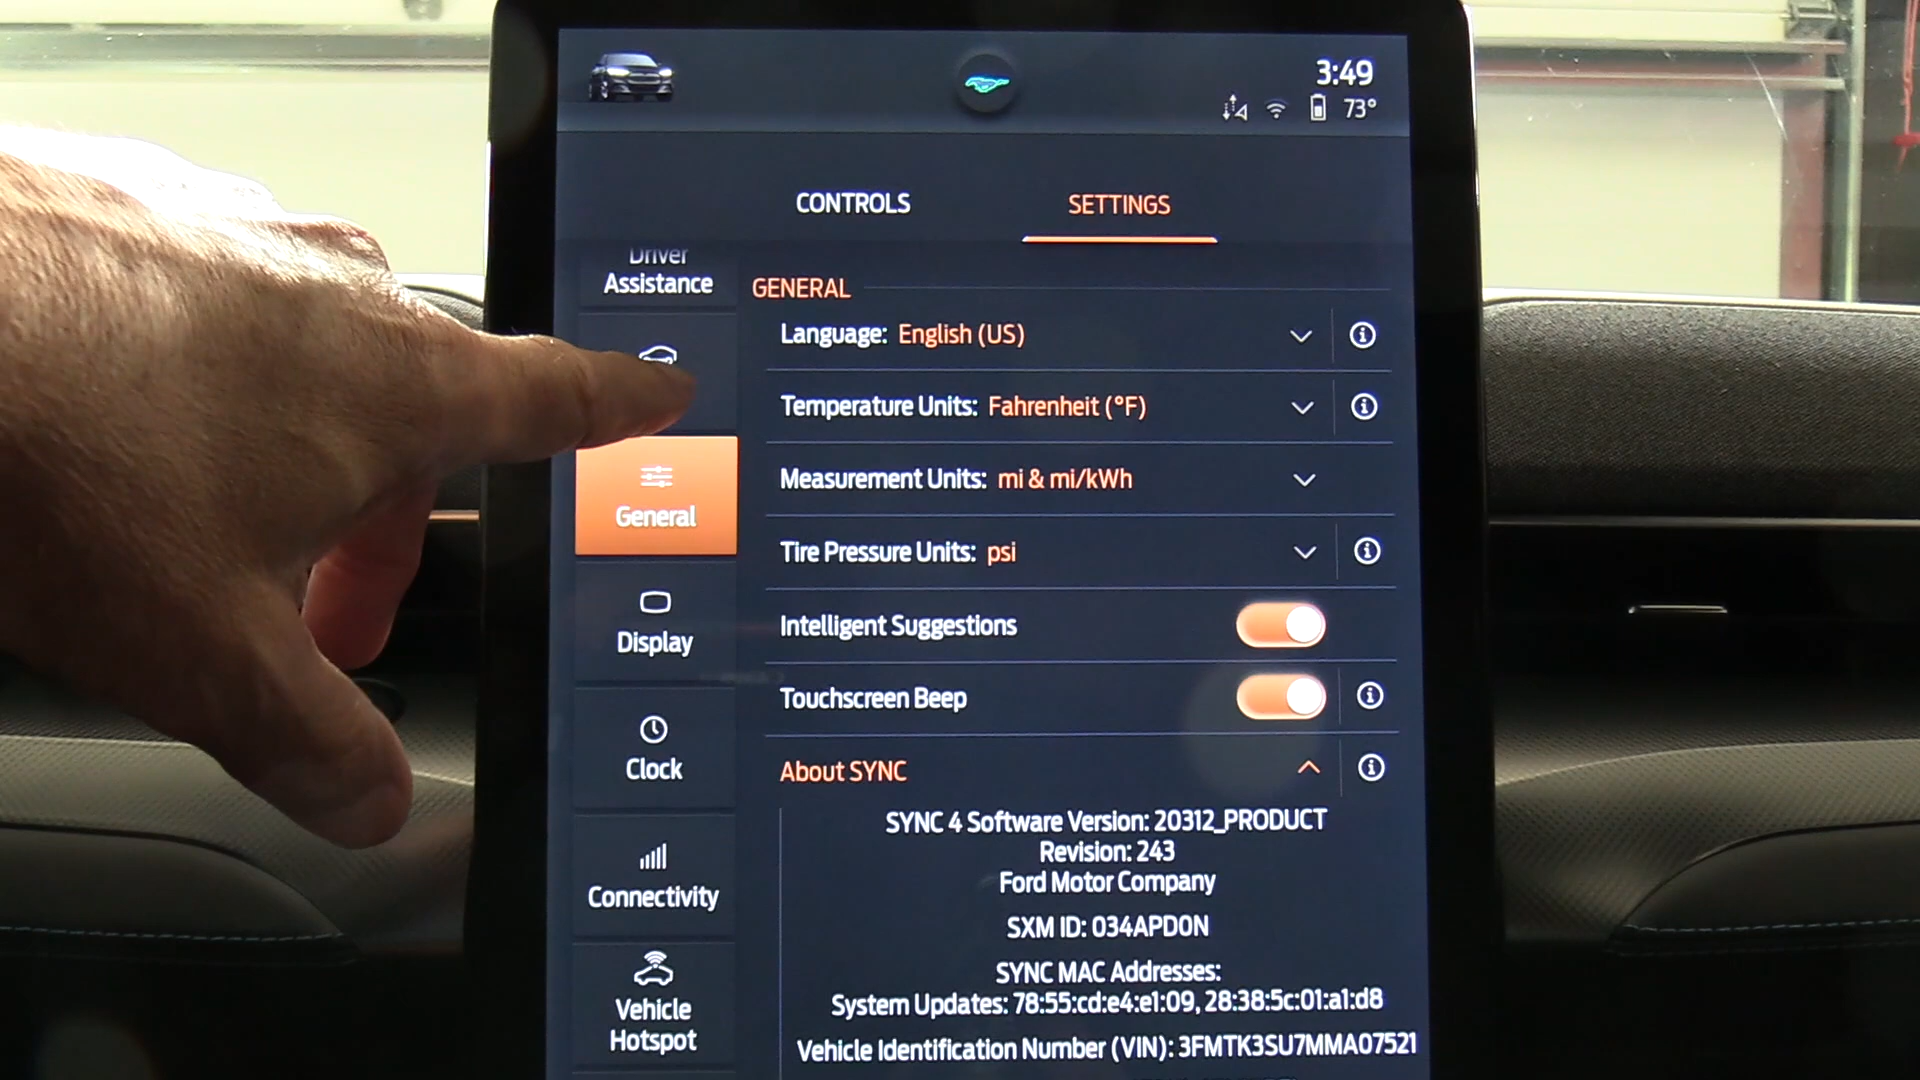 3:49
73°
CONTROLS
SETTINGS
Driver
Assistance
General
Display
Clock
Connectivity
Vehicle
Hotspot
GENERAL
Language: English (US)
Temperature Units: Fahrenheit (°F)
Measurement Units: mi & mi/kWh
Tire Pressure Units: psi
Intelligent Suggestions
Touchscreen Beep
About SYNC
SYNC 4 Software Version: 20312_PRODUCT
Revision: 243
Ford Motor Company
SXM ID: 034APD0N
SYNC MAC Addresses:
System Updates: 78:55:cd:e4:e1:09, 28:38:5c:01:a1:d8
Vehicle Identification Number (VIN): 3FMTK3SU7MMA07521